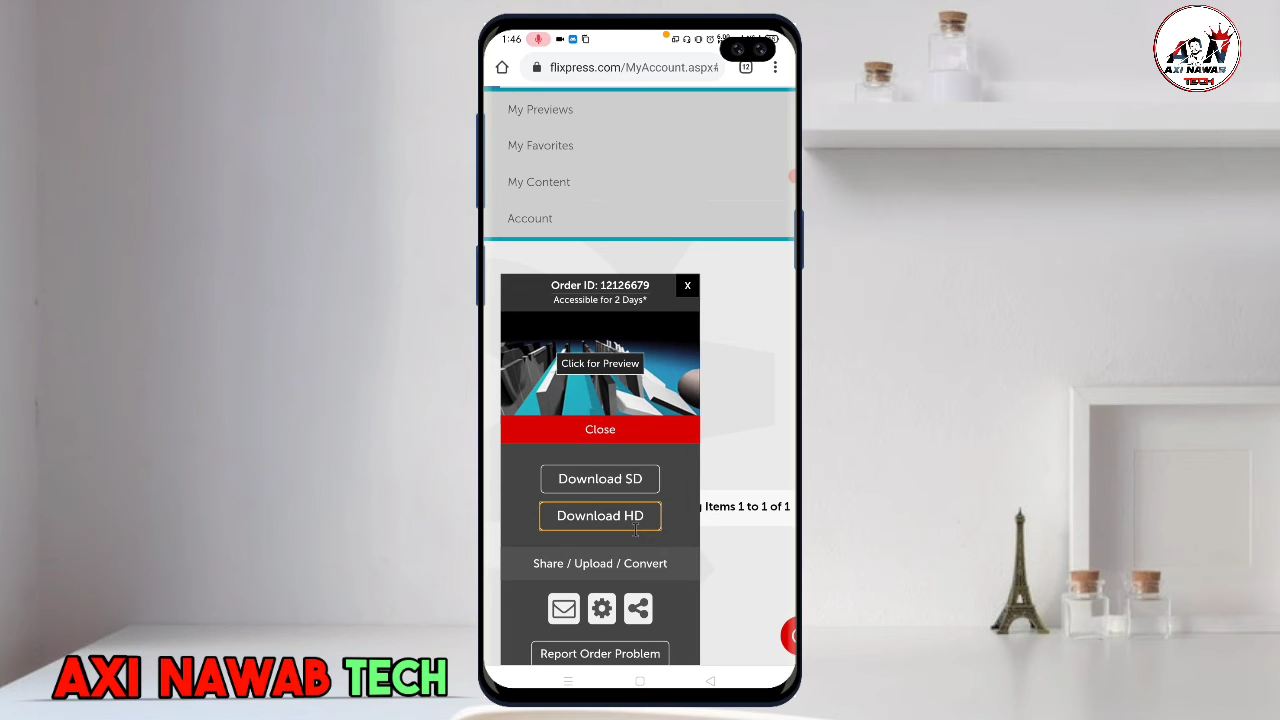 1:46
flixpress.com/MyAccount.aspx#
12
My Previews
My Favorites
My Content
Account
Order ID: 12126679
X
Accessible for 2 Days*
Click for Preview
Close
Download SD
Items 1 to 1 of 1
Download HD
Share / Upload / Convert
Report Order Problem
AXI NAWAB
TECH
AXI NAWAB TECH